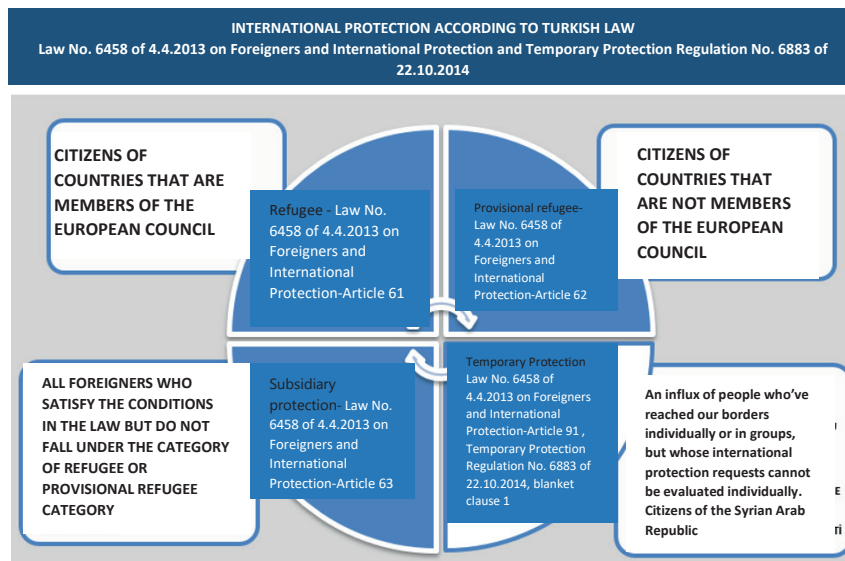 INTERNATIONAL PROTECTION ACCORDING TO TURKISH LAW
Law No. 6458 of 4.4.2013 on Foreigners and International Protection and Temporary Protection Regulation No. 6883 of
22.10.2014
CITIZENS OF
COUNTRIES THAT ARE
MEMBERS OF THE
EUROPEAN COUNCIL
Refugee - Law No.
6458 of 4.4.2013 on
Foreigners and
International
Protection-Article 61
Provisional refugee-
Law No. 6458 of
4.4.2013 on
Foreigners and
International
Protection-Article 62
CITIZENS OF
COUNTRIES THAT
ARE NOT MEMBERS
OF THE EUROPEAN
COUNCIL
ALL FOREIGNERS WHO
SATISFY THE CONDITIONS
IN THE LAW BUT DO NOT
FALL UNDER THE CATEGORY
OF REFUGEE OR
PROVISIONAL REFUGEE
CATEGORY
Subsidiary
protection- Law No.
6458 of 4.4.2013 on
Foreigners and
International
Protection-Article 63
Temporary Protection
Law No. 6458 of
4.4.2013 on Foreigners
and International
Protection-Article 91 ,
Temporary Protection
Regulation No. 6883 of
22.10.2014, blanket
clause 1
An influx of people who've
reached our borders
individually or in groups,
but whose international
protection requests cannot
be evaluated individually.
Citizens of the Syrian Arab
Republic